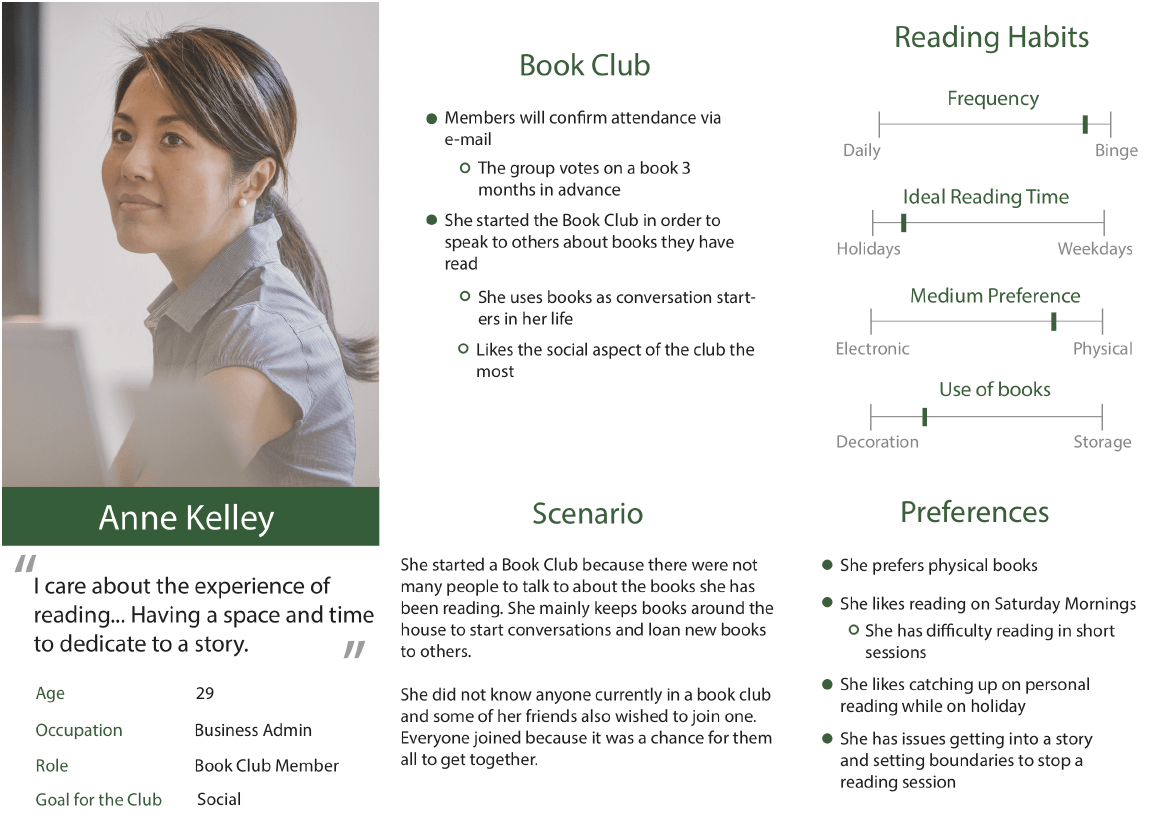 Anne Kelley
“
I care about the experience of
reading... Having a space and time
to dedicate to a story.
”
Age 29
Occupation Business Admin
Role Book Club Member
Goal for the Club Social
Book Club
Members will confirm attendance via
e-mail
The group votes on a book 3
months in advance
She started the Book Club in order to
speak to others about books they have
read
She uses books as conversation start-
ers in her life
Likes the social aspect of the club the
most
Scenario
She started a Book Club because there were not
many people to talk to about the books she has
been reading. She mainly keeps books around the
house to start conversations and loan new books
to others.
She did not know anyone currently in a book club
and some of her friends also wished to join one.
Everyone joined because it was a chance for them
all to get together.
Reading Habits
Frequency
Daily Binge
Ideal Reading Time
Holidays Weekdays
Medium Preference
Electronic Physical
Use of books
Decoration Storage
Preferences
She prefers physical books
She likes reading on Saturday Mornings
She has difficulty reading in short
sessions
She likes catching up on personal
reading while on holiday
She has issues getting into a story
and setting boundaries to stop a
reading session